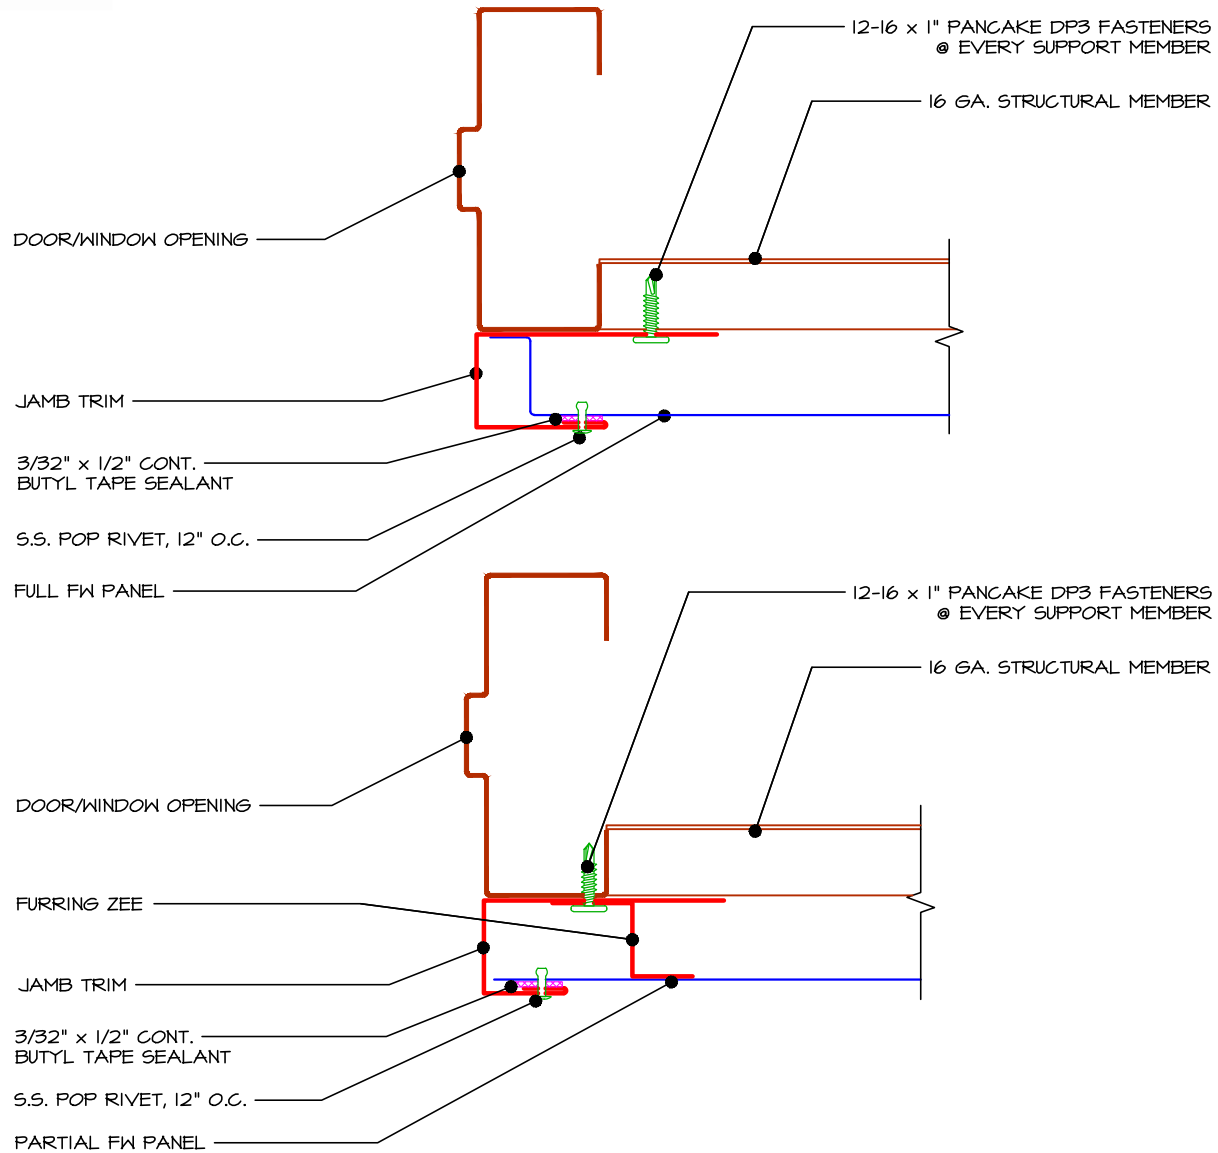 12-16 x 1" PANCAKE DP3 FASTENERS
@ EVERY SUPPORT MEMBER
16 GA. STRUCTURAL MEMBER
DOOR/WINDOW OPENING
JAMB TRIM
3/32" x 1/2" CONT.
BUTYL TAPE SEALANT
S.S. POP RIVET, 12" O.C.
FULL FW PANEL
12-16 x 1" PANCAKE DP3 FASTENERS
@ EVERY SUPPORT MEMBER
16 GA. STRUCTURAL MEMBER
DOOR/WINDOW OPENING
FURRING ZEE
JAMB TRIM
3/32" x 1/2" CONT.
BUTYL TAPE SEALANT
S.S. POP RIVET, 12" O.C.
PARTIAL FW PANEL